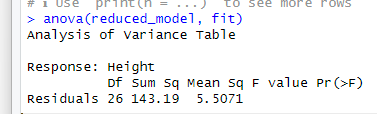 # ℹ Use `print(n = ...)` to see more rows
> anova(reduced_model, fit)
Analysis of Variance Table

Response: Height
          Df Sum Sq Mean Sq F value Pr(>F)
Residuals 26 143.19  5.5071